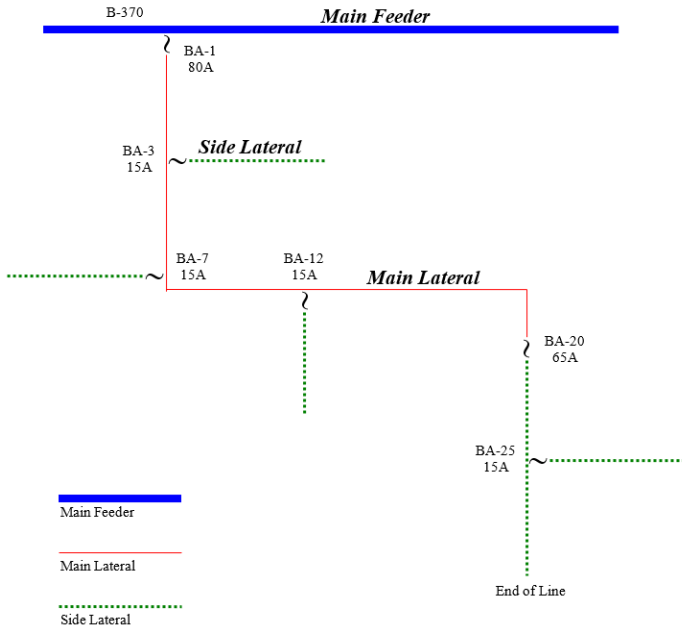 B-370
Main Feeder
BA-1
80A
BA-3
15A
Side Lateral
BA-7
15A
BA-12
15A
Main Lateral
BA-20
65A
BA-25
15A
Main Feeder
Main Lateral
End of Line
Side Lateral